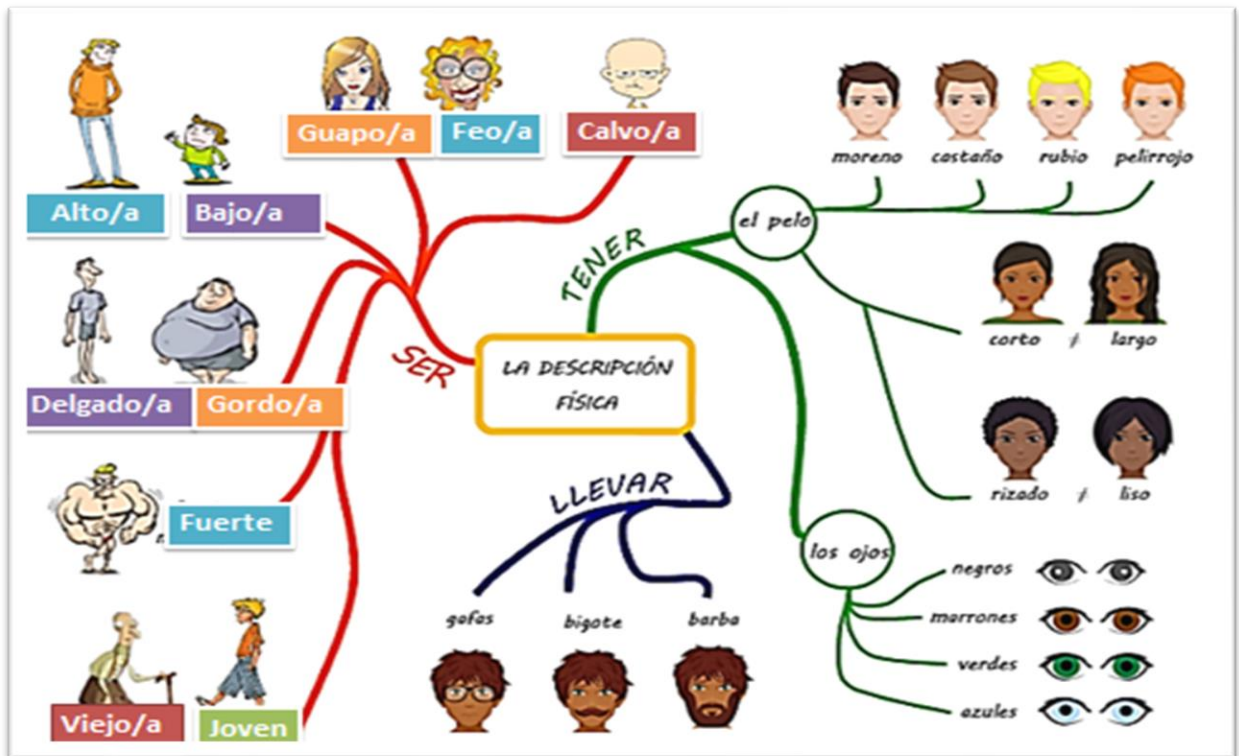 Guapo/a
Feo/a
Calvo/a
Alto/a
Bajo/a
Delgado/a
Gordo/a
Fuerte
Viejo/a
Joven
SER
LA DESCRIPCIÓN
FÍSICA
TENER
el pelo
moreno castaño rubio pelirrojo
corto ≠ largo
rizado ≠ liso
los ojos
negros
marrones
verdes
azules
LLEVAR
gafas bigote barba